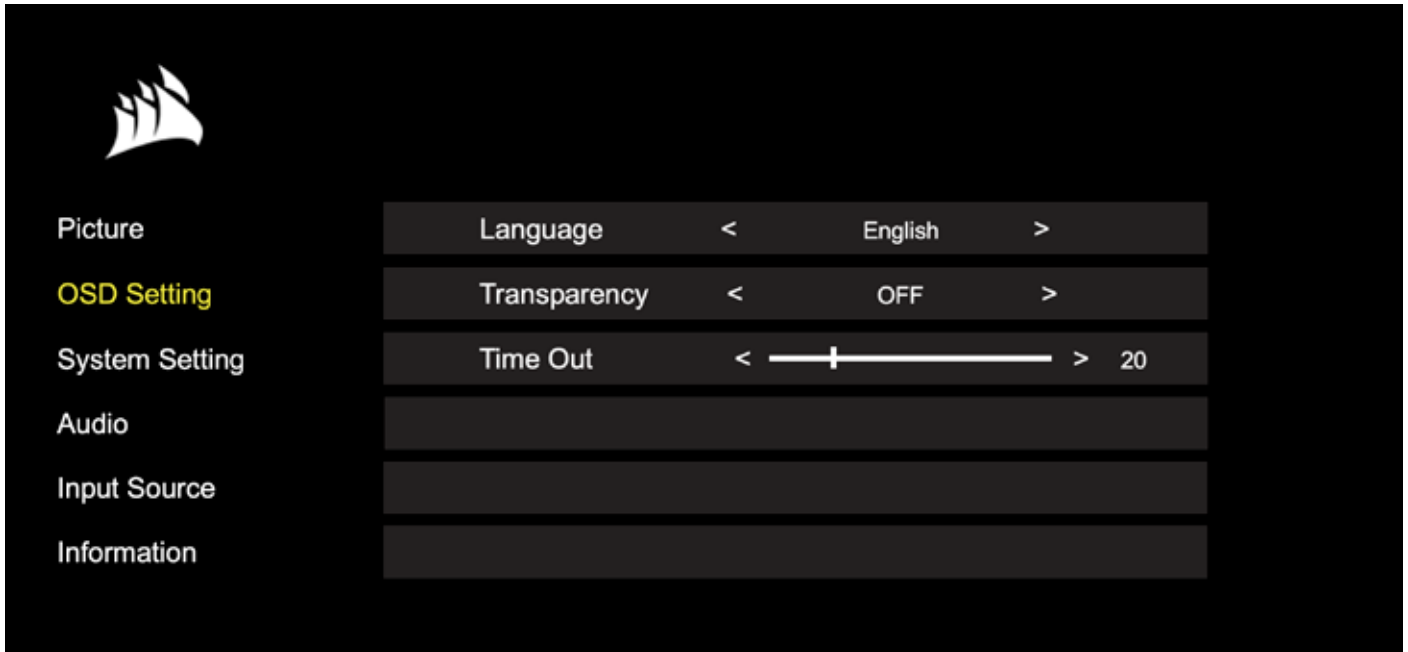 Picture
Language < English >
OSD Setting
Transparency < OFF >
System Setting
Time Out < > 20
Audio
Input Source
Information